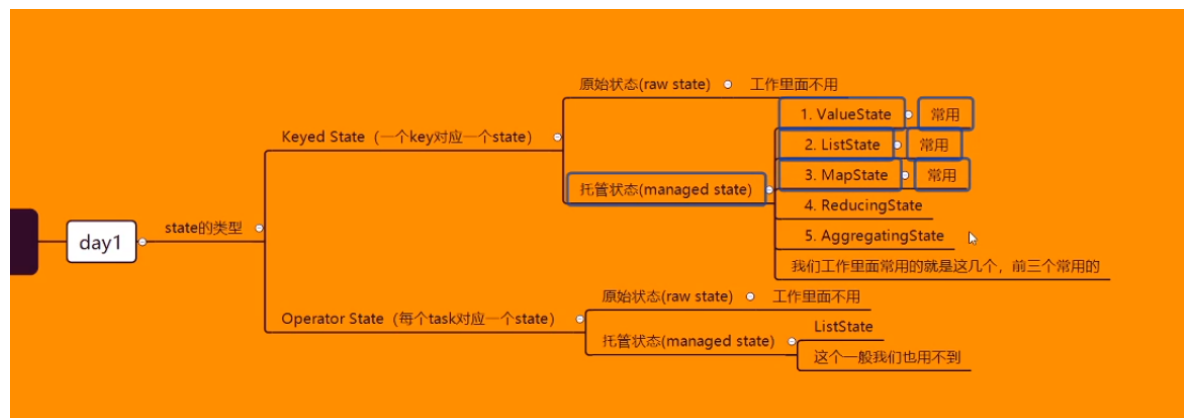 day1
state的类型
Keyed State（一个key对应一个state）
原始状态(raw state)
工作里面不用
托管状态(managed state)
1. ValueState
常用
2. ListState
常用
3. MapState
常用
4. ReducingState
5. AggregatingState
我们工作里面常用的就是这几个，前三个常用的
Operator State（每个task对应一个state）
原始状态(raw state)
工作里面不用
托管状态(managed state)
ListState
这个一般我们也用不到